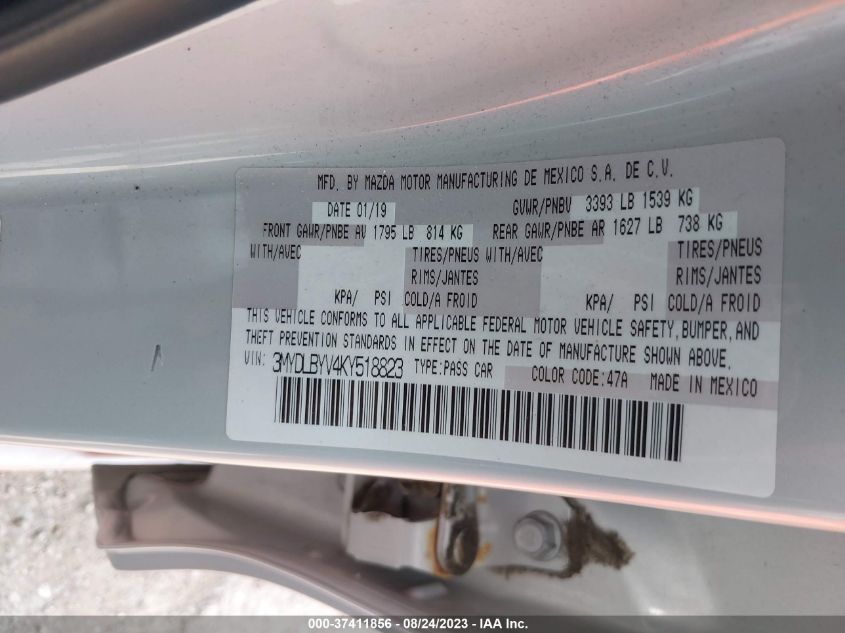 MFD. BY MAZDA MOTOR MANUFACTURING DE MEXICO S.A. DE C.V.
DATE 01/19 GVWR/PNBV 3393 LB 1539 KG
FRONT GAWR/PNBE AV 1795 LB 814 KG REAR GAWR/PNBE AR 1627 LB 738 KG
WITH/AVEC TIRES/PNEUS WITH/AVEC TIRES/PNEUS
RIMS/JANTES RIMS/JANTES
KPA/ PSI COLD/A FROID KPA/ PSI COLD/A FROID
THIS VEHICLE CONFORMS TO ALL APPLICABLE FEDERAL MOTOR VEHICLE SAFETY, BUMPER, AND
THEFT PREVENTION STANDARDS IN EFFECT ON THE DATE OF MANUFACTURE SHOWN ABOVE.
VIN: 3MYDLBYV4KY518823 TYPE:PASS CAR COLOR CODE:47A MADE IN MEXICO
000-37411856 - 08/24/2023 - IAA Inc.